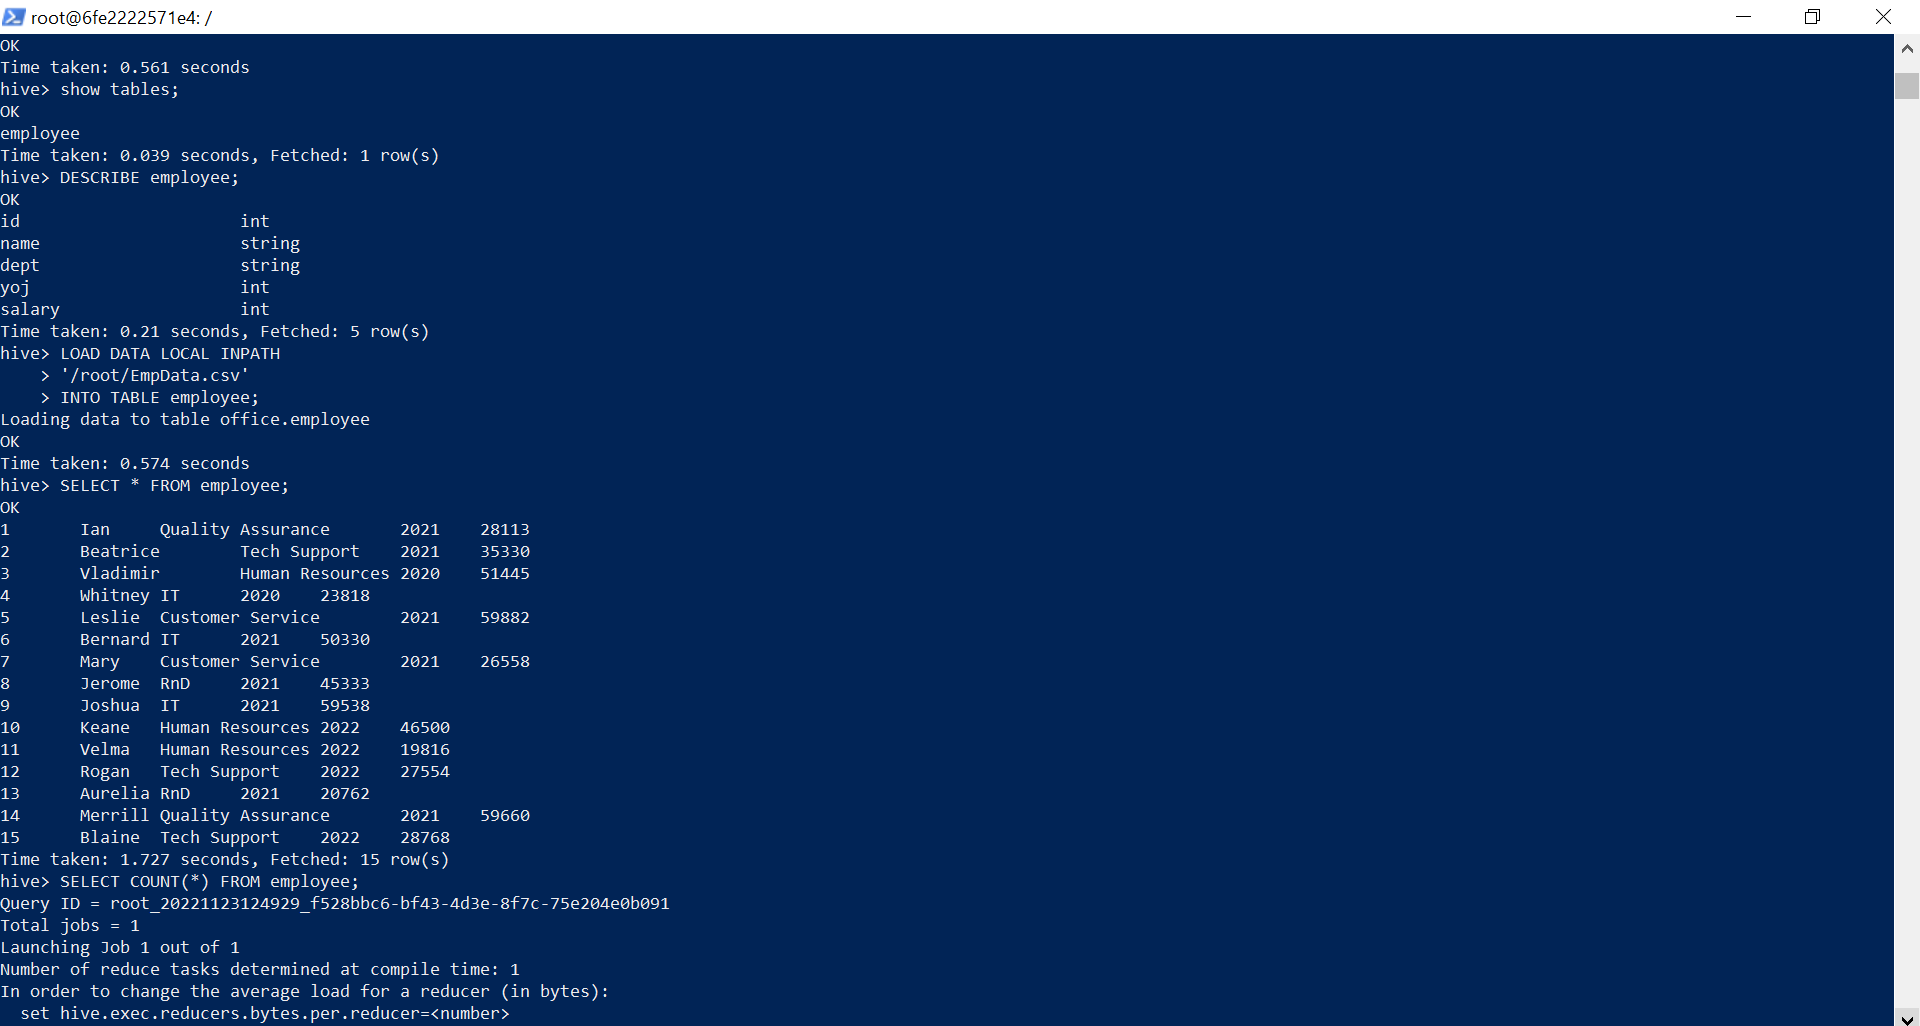 root@6fe2222571e4: /
OK
Time taken: 0.561 seconds
hive> show tables;
OK
employee
Time taken: 0.039 seconds, Fetched: 1 row(s)
hive> DESCRIBE employee;
OK
id                      int
name                    string
dept                    string
yoj                     int
salary                  int
Time taken: 0.21 seconds, Fetched: 5 row(s)
hive> LOAD DATA LOCAL INPATH
    > '/root/EmpData.csv'
    > INTO TABLE employee;
Loading data to table office.employee
OK
Time taken: 0.574 seconds
hive> SELECT * FROM employee;
OK
1       Ian     Quality Assurance       2021    28113
2       Beatrice        Tech Support    2021    35330
3       Vladimir        Human Resources 2020    51445
4       Whitney IT      2020    23818
5       Leslie  Customer Service        2021    59882
6       Bernard IT      2021    50330
7       Mary    Customer Service        2021    26558
8       Jerome  RnD     2021    45333
9       Joshua  IT      2021    59538
10      Keane   Human Resources 2022    46500
11      Velma   Human Resources 2022    19816
12      Rogan   Tech Support    2022    27554
13      Aurelia RnD     2021    20762
14      Merrill Quality Assurance       2021    59660
15      Blaine  Tech Support    2022    28768
Time taken: 1.727 seconds, Fetched: 15 row(s)
hive> SELECT COUNT(*) FROM employee;
Query ID = root_20221123124929_f528bbc6-bf43-4d3e-8f7c-75e204e0b091
Total jobs = 1
Launching Job 1 out of 1
Number of reduce tasks determined at compile time: 1
In order to change the average load for a reducer (in bytes):
  set hive.exec.reducers.bytes.per.reducer=<number>